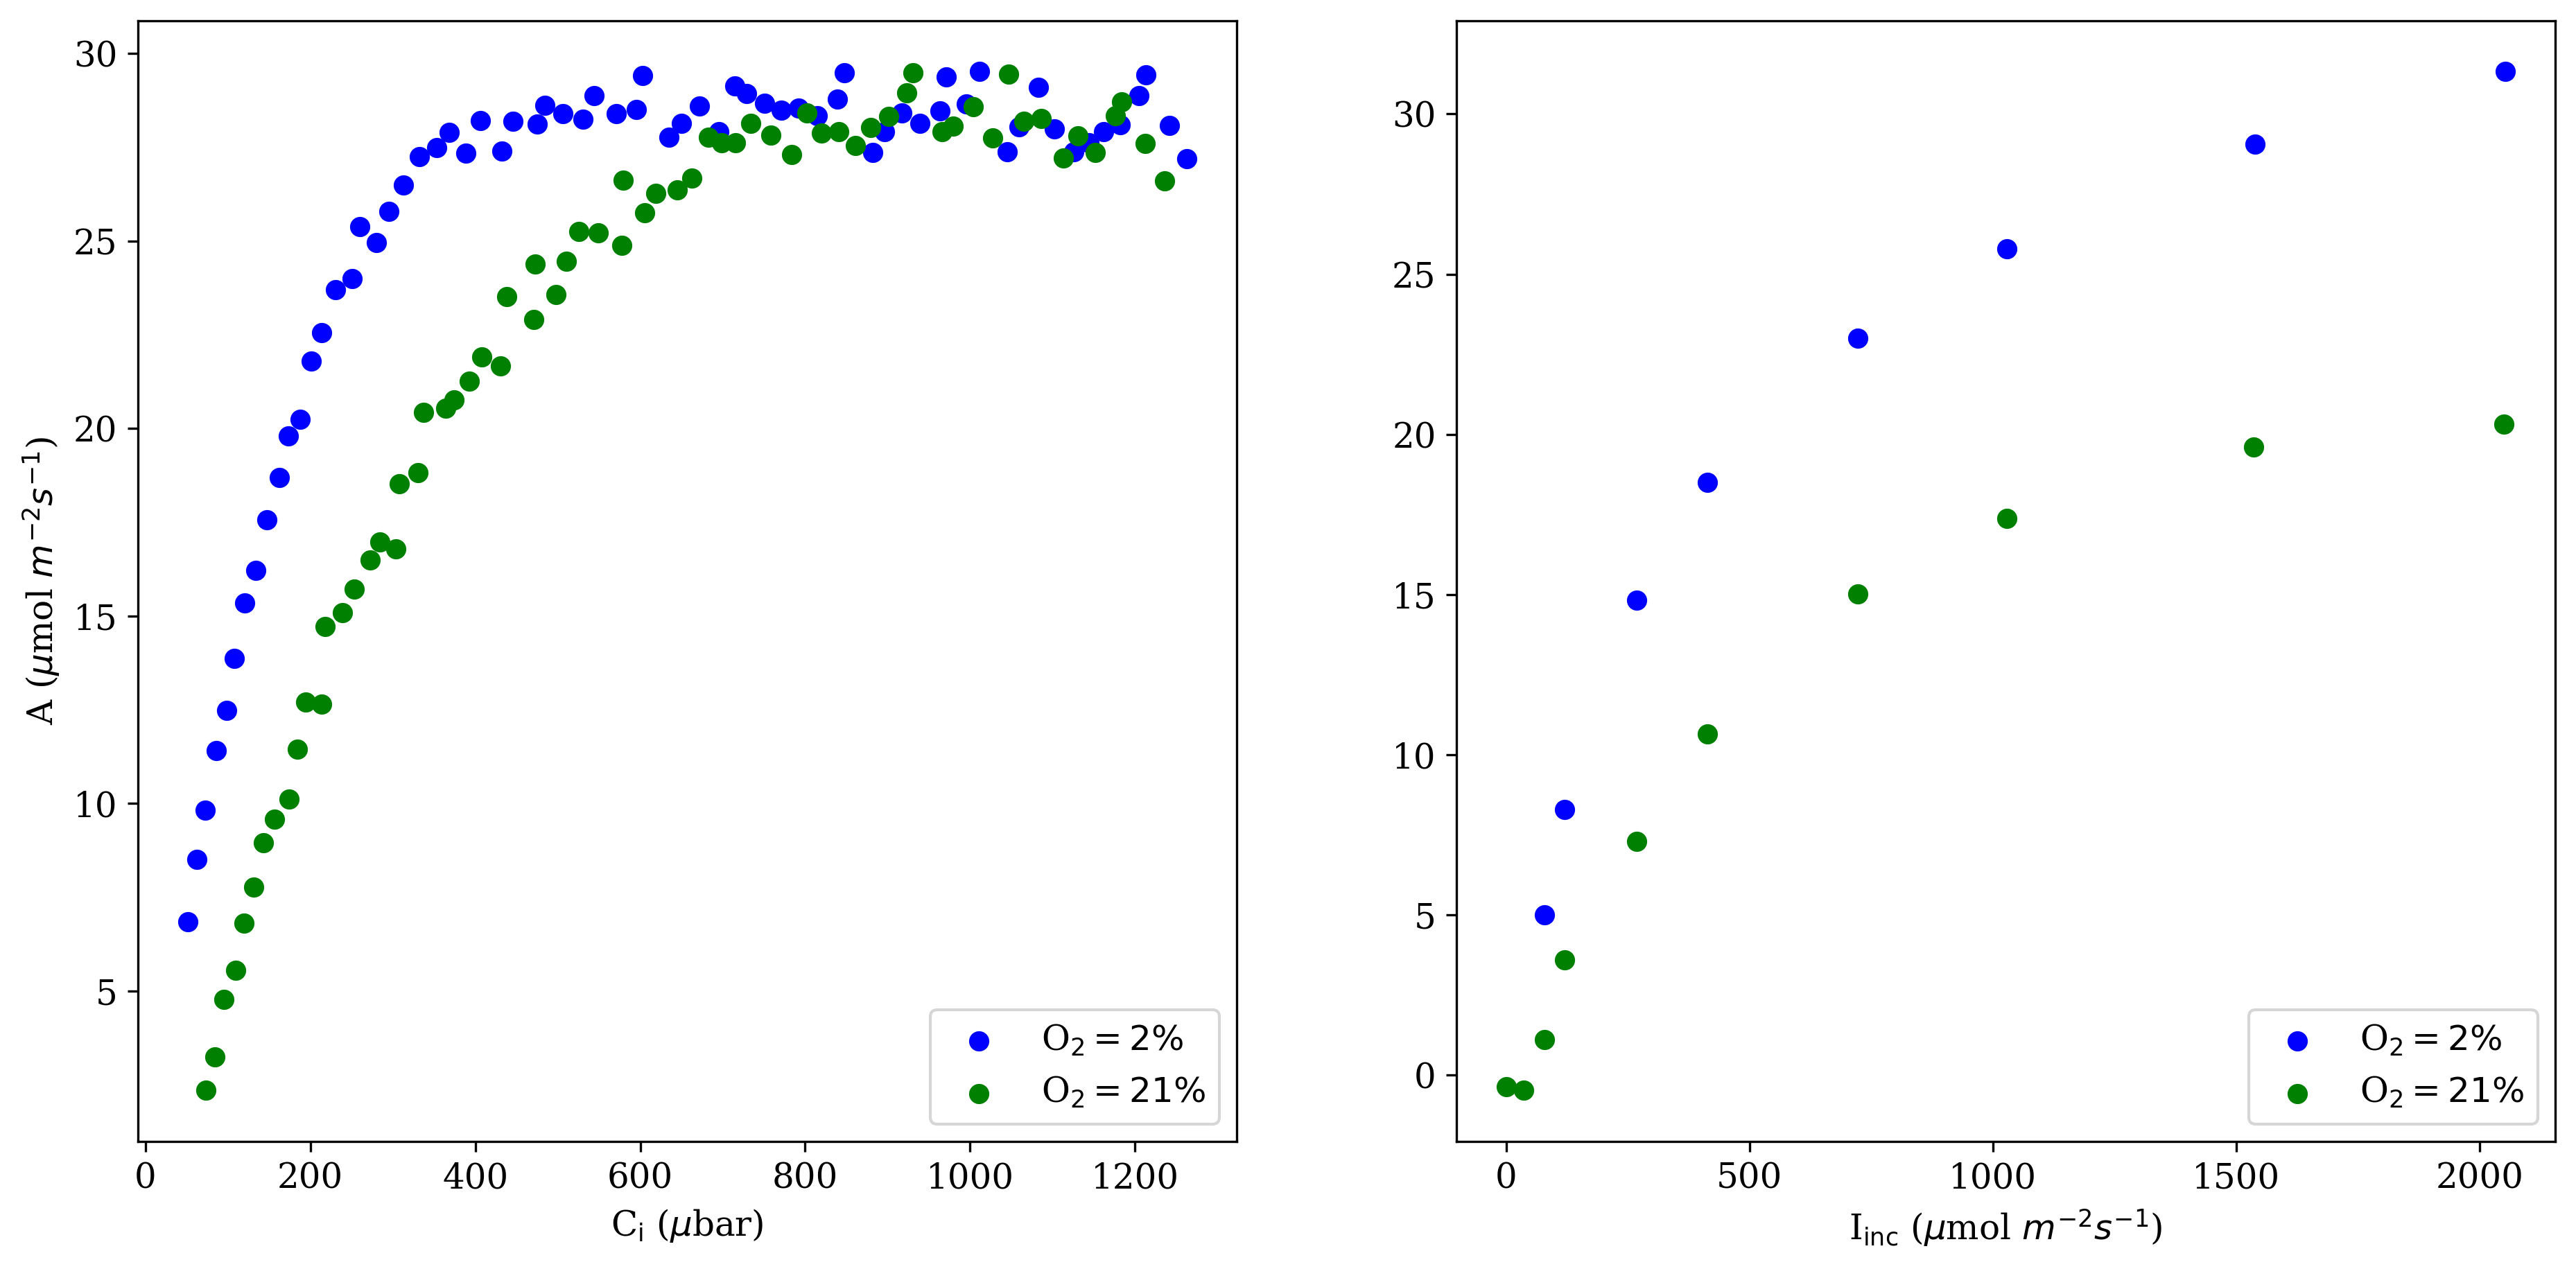 30
25
20
15
10
5
A (μmol m⁻²s⁻¹)
0 200 400 600 800 1000 1200
C_i (μbar)
O₂ = 2%
O₂ = 21%
30
25
20
15
10
5
0
0 500 1000 1500 2000
I_inc (μmol m⁻²s⁻¹)
O₂ = 2%
O₂ = 21%